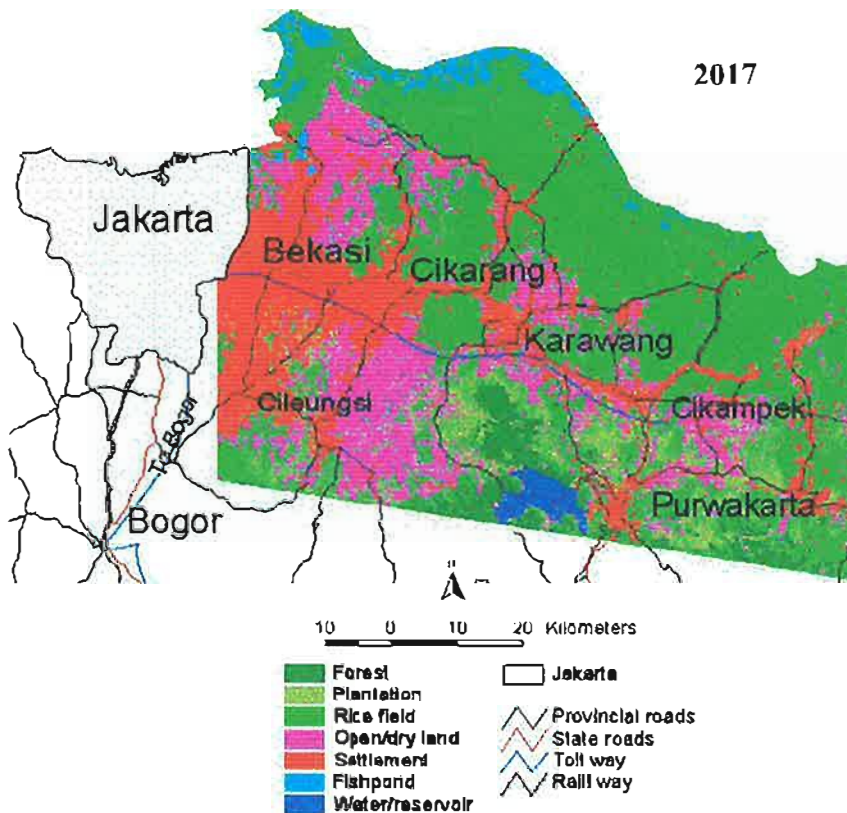 2017
Jakarta
Bekasi
Cikarang
Karawang
Cileungsi
Cikampek
To Bogor
Purwakarta
Bogor
10 0 10 20 Kilometers
Forest
Plantation
Rice field
Open/dry land
Settlement
Fishpond
Water/reservoir
Jakarta
Provincial roads
State roads
Toll way
Raill way